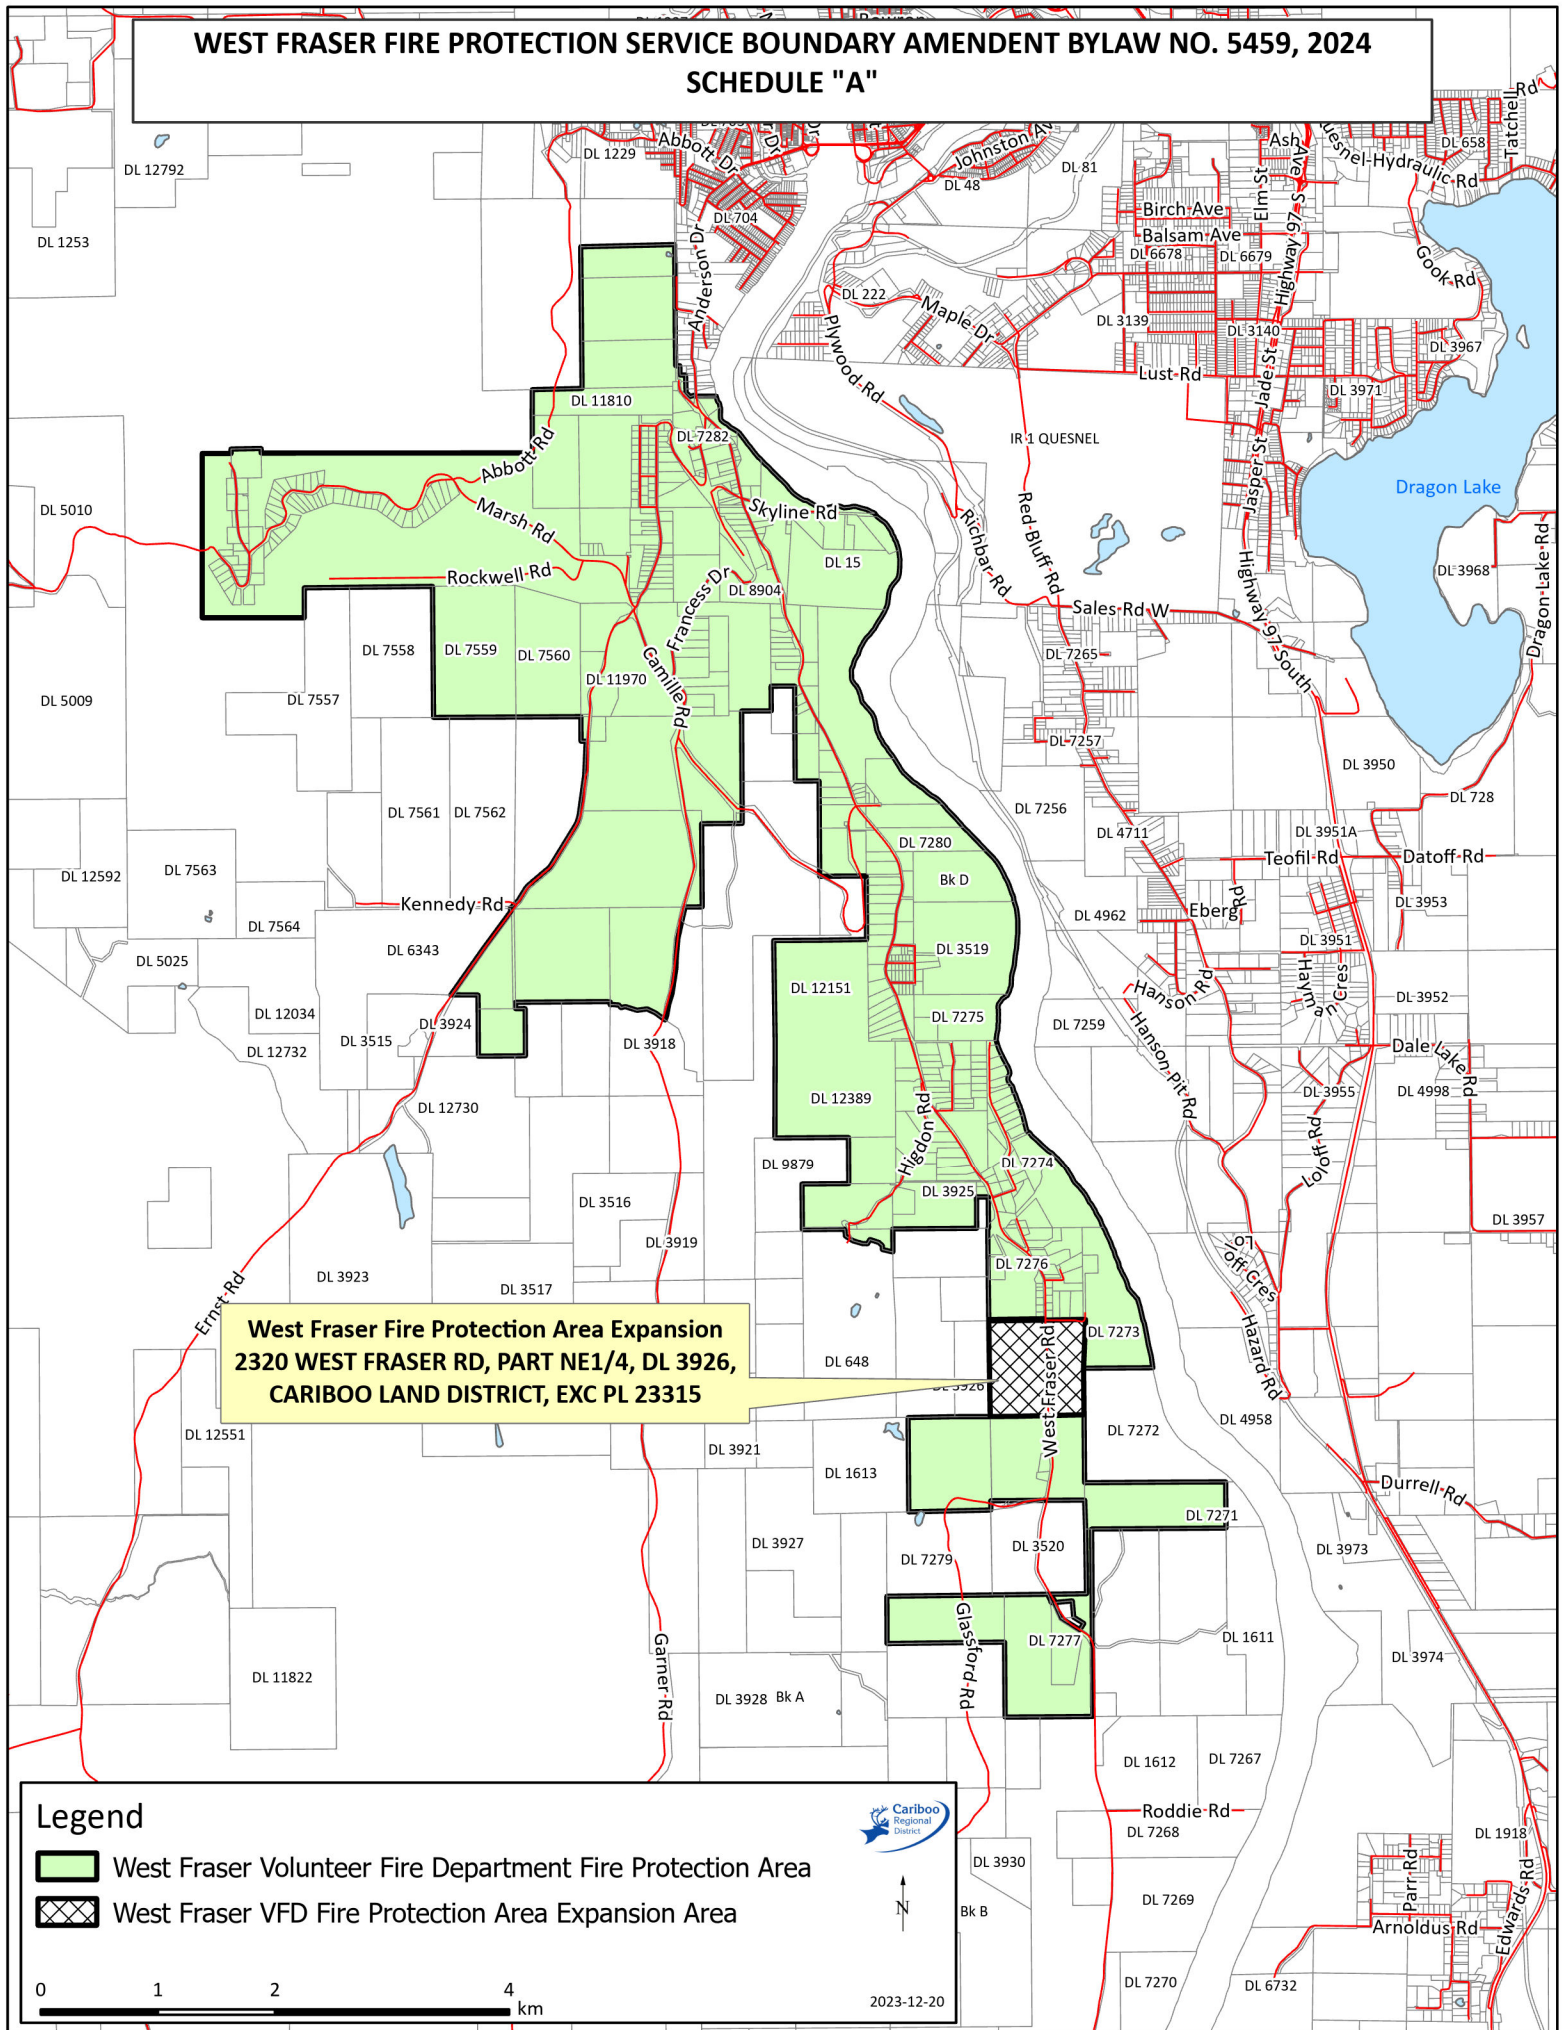 WEST FRASER FIRE PROTECTION SERVICE BOUNDARY AMENDENT BYLAW NO. 5459, 2024
SCHEDULE "A"
Tatchell Rd
DL 12792
DL 1229
Abbott Dr
Johnston Av
DL 48
DL 81
Ash
Quesnel-Hydraulic Rd
DL 658
DL 1253
DL 704
Anderson Dr
Birch Ave
Balsam Ave
Elm St
Highway 97 S
DL 6678
DL 6679
Gook Rd
DL 222
Maple Dr
Plywood Rd
DL 3139
DL 3140
DL 3967
Lust Rd
Jade St
DL 3971
DL 11810
DL 7282
IR 1 QUESNEL
Abbott Rd
Jasper St
Dragon Lake
DL 5010
Marsh Rd
Skyline Rd
Richbar Rd
Red Bluff Rd
DL 15
Rockwell Rd
Francess Dr
DL 8904
DL 3968
Dragon Lake Rd
Sales Rd W
Highway 97 South
DL 7558
DL 7559
DL 7560
DL 7265
DL 11970
Camille Rd
DL 5009
DL 7557
DL 7257
DL 3950
DL 728
DL 7561
DL 7562
DL 7256
DL 4711
DL 3951A
DL 7280
Teofil Rd
Datoff Rd
DL 12592
DL 7563
Bk D
Kennedy Rd
Eberg Rd
DL 3953
DL 4962
DL 7564
DL 6343
DL 3519
DL 3951
DL 5025
DL 12151
Hanson Rd
Hayman Cres
DL 3952
DL 12034
DL 3515
DL 3924
DL 7275
DL 7259
DL 12732
DL 3918
Hanson Pit Rd
Dale Lake Rd
DL 12730
DL 12389
DL 3955
DL 4998
Higdon Rd
Loloff Rd
DL 9879
DL 7274
DL 3516
DL 3925
DL 3957
DL 3919
Loloff Cres
DL 3923
DL 3517
DL 7276
Ernst Rd
West Fraser Fire Protection Area Expansion
2320 WEST FRASER RD, PART NE1/4, DL 3926,
CARIBOO LAND DISTRICT, EXC PL 23315
DL 648
DL 3926
DL 7273
West Fraser Rd
Hazard Rd
DL 12551
DL 3921
DL 7272
DL 4958
DL 1613
Durrell Rd
DL 7271
DL 3927
DL 7279
DL 3520
DL 3973
Glassford Rd
DL 7277
DL 1611
Garner Rd
DL 11822
DL 3974
DL 3928
Bk A
DL 1612
DL 7267
Roddie Rd
DL 7268
DL 1918
DL 3930
Parr Rd
DL 7269
Bk B
Arnoldus Rd
Edwards Rd
DL 7270
DL 6732
Legend
Cariboo
Regional
District
West Fraser Volunteer Fire Department Fire Protection Area
West Fraser VFD Fire Protection Area Expansion Area
N
0 1 2 4
km
2023-12-20